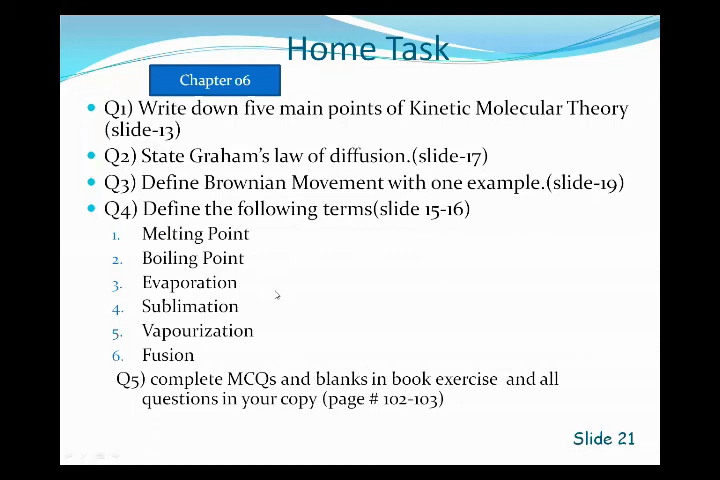 Home Task
Chapter 06
Q1) Write down five main points of Kinetic Molecular Theory
(slide-13)
Q2) State Graham's law of diffusion.(slide-17)
Q3) Define Brownian Movement with one example.(slide-19)
Q4) Define the following terms(slide 15-16)
1. Melting Point
2. Boiling Point
3. Evaporation
4. Sublimation
5. Vapourization
6. Fusion
Q5) complete MCQs and blanks in book exercise and all
questions in your copy (page # 102-103)
Slide 21